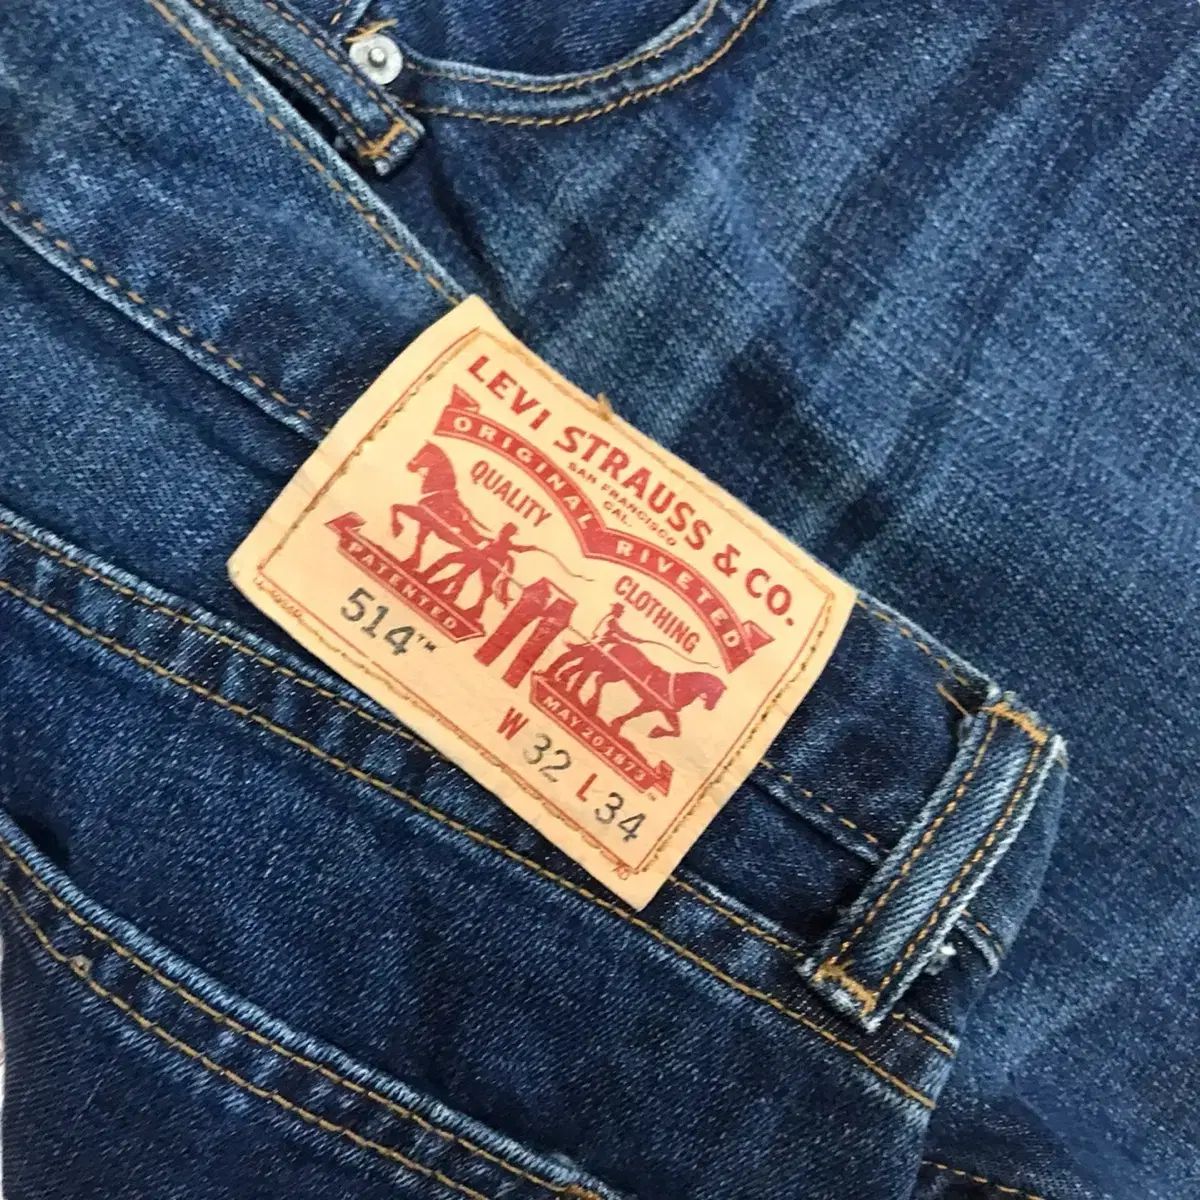 LEVI STRAUSS & CO.
SAN FRANCISCO
CAL.
ORIGINAL RIVETED
QUALITY CLOTHING
PATENTED MAY 20 1873
514™
W 32 L 34